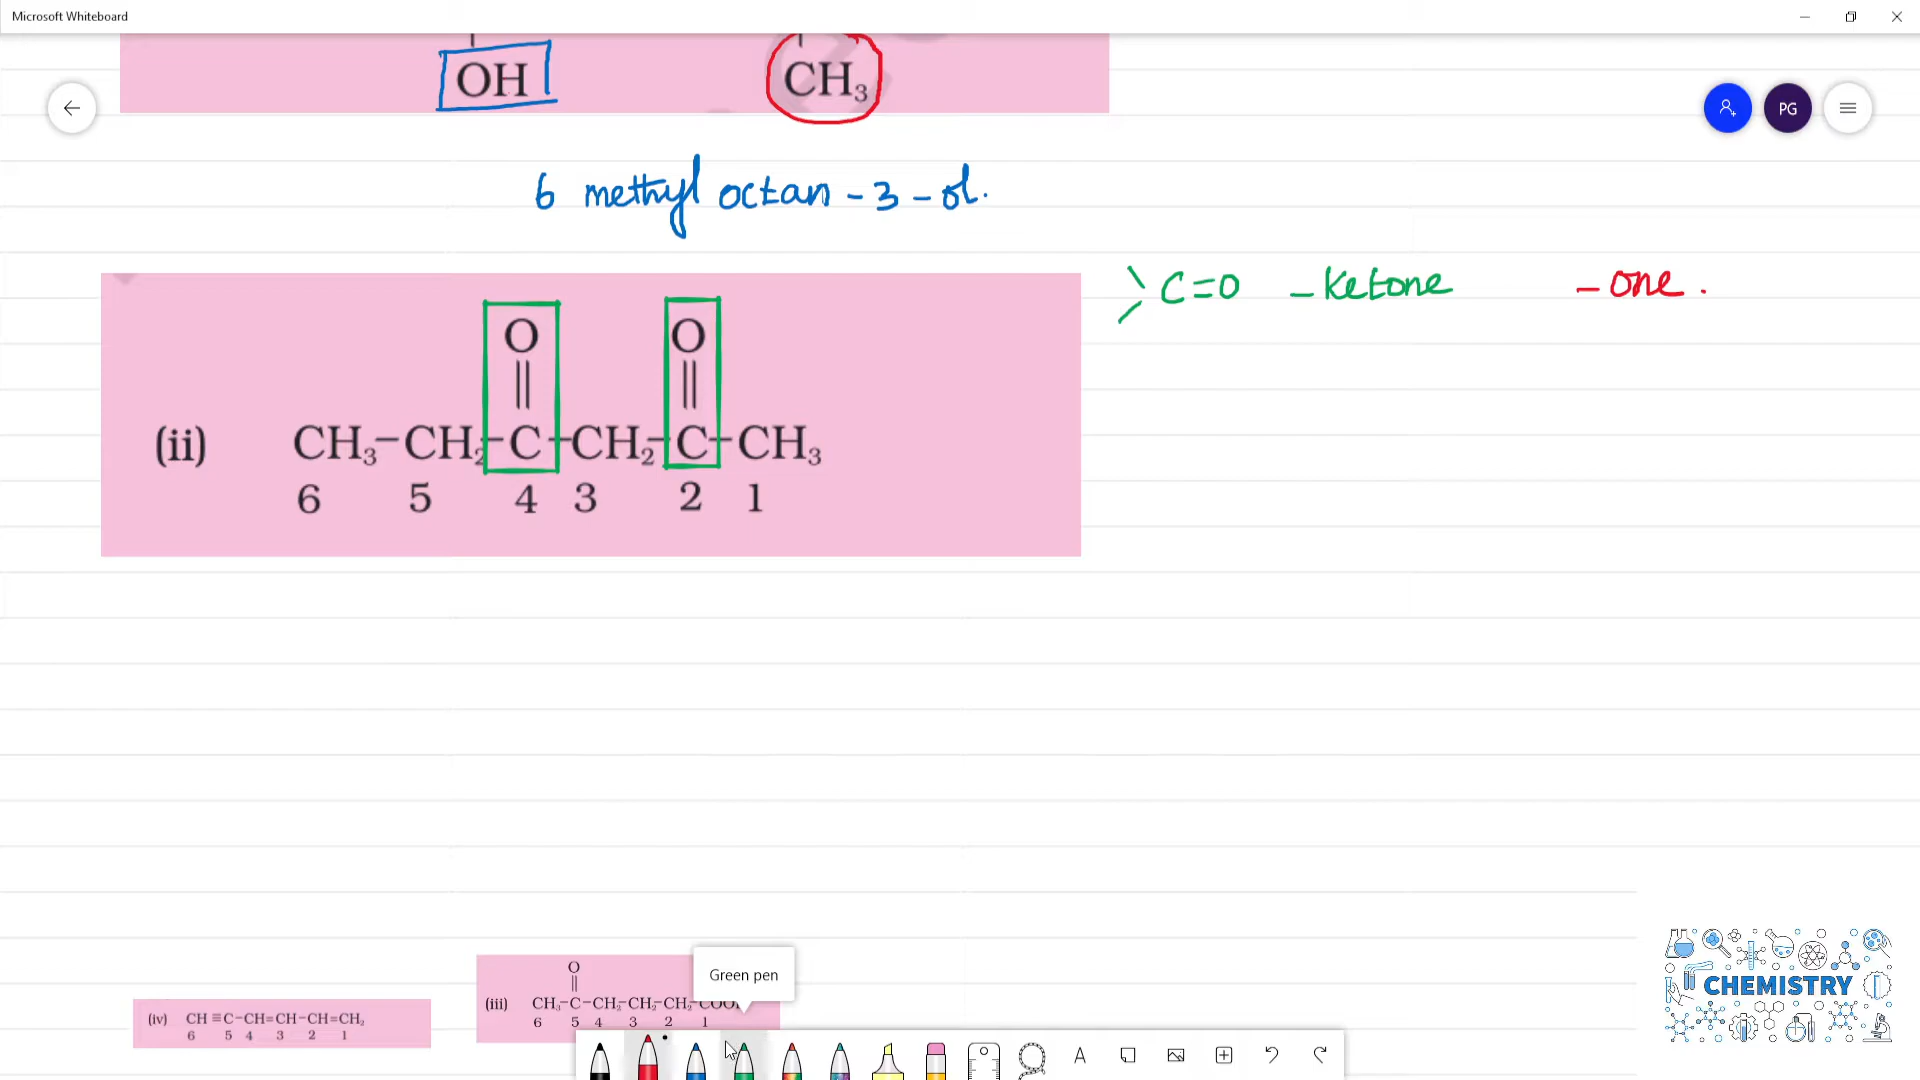 Microsoft Whiteboard
OH CH₃
PG
6 methyl octan - 3 - ol.
C=O - Ketone - one.
O O
(ii) CH₃-CH₂-C-CH₂-C-CH₃
6 5 4 3 2 1
Green pen
O
(iii) CH₃-C-CH₂-CH₂-CH₂-COO
6 5 4 3 2 1
(iv) CH≡C-CH=CH-CH=CH₂
6 5 4 3 2 1
CHEMISTRY
A